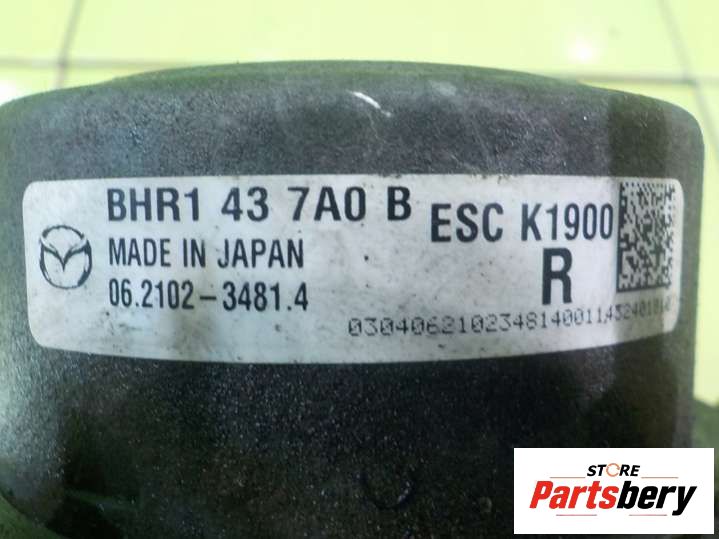 BHR1 43 7A0 B
ESC K1900
MADE IN JAPAN
R
06.2102-3481.4
STORE
Partsbery